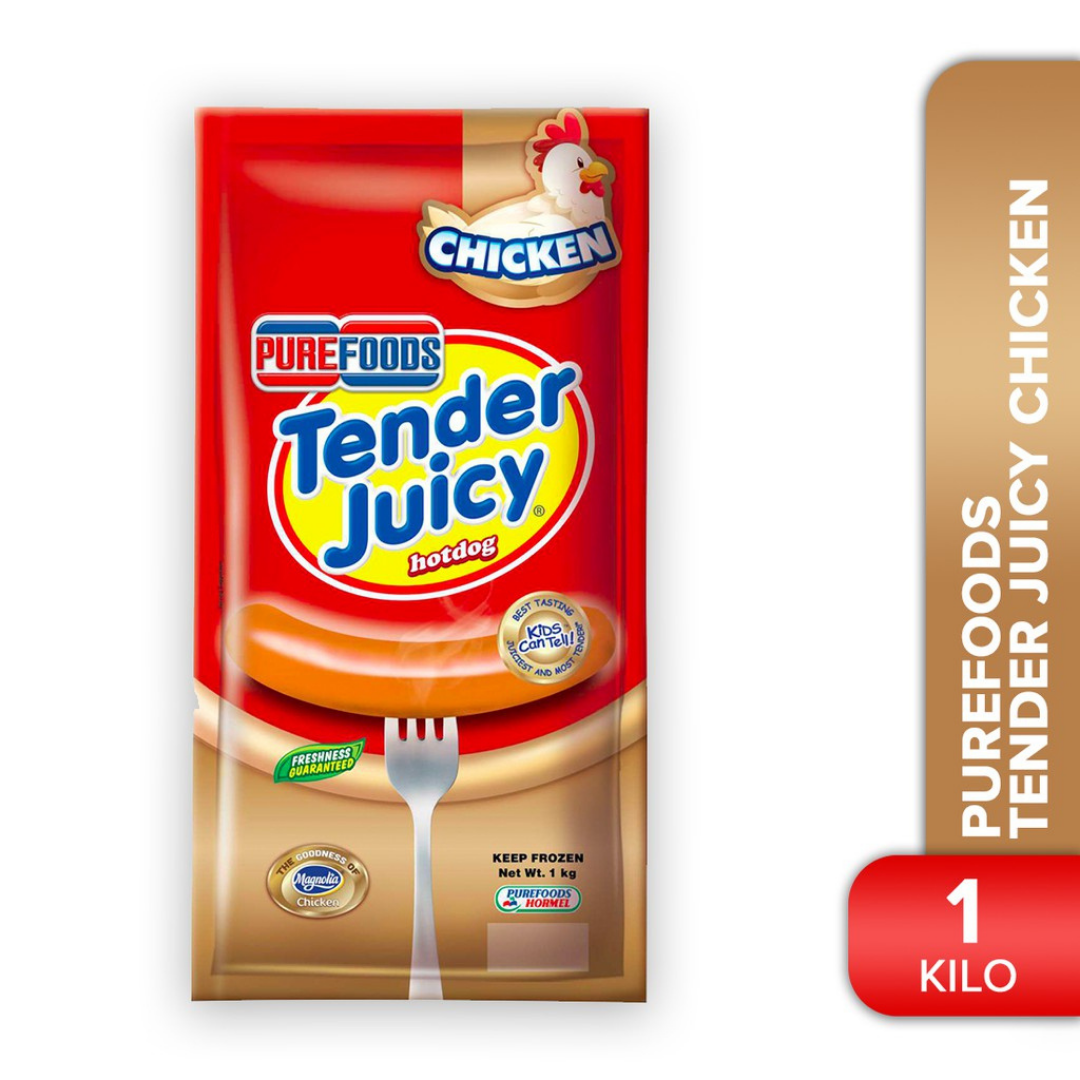 CHICKEN
PUREFOODS
Tender
Juicy®
hotdog
BEST TASTING
KIDS
Can Tell!
JUICIEST AND MOST TENDER!
FRESHNESS
GUARANTEED
THE GOODNESS OF
Magnolia
Chicken
KEEP FROZEN
Net Wt. 1 kg
PUREFOODS
HORMEL
PUREFOODS
TENDER JUICY CHICKEN
1
KILO